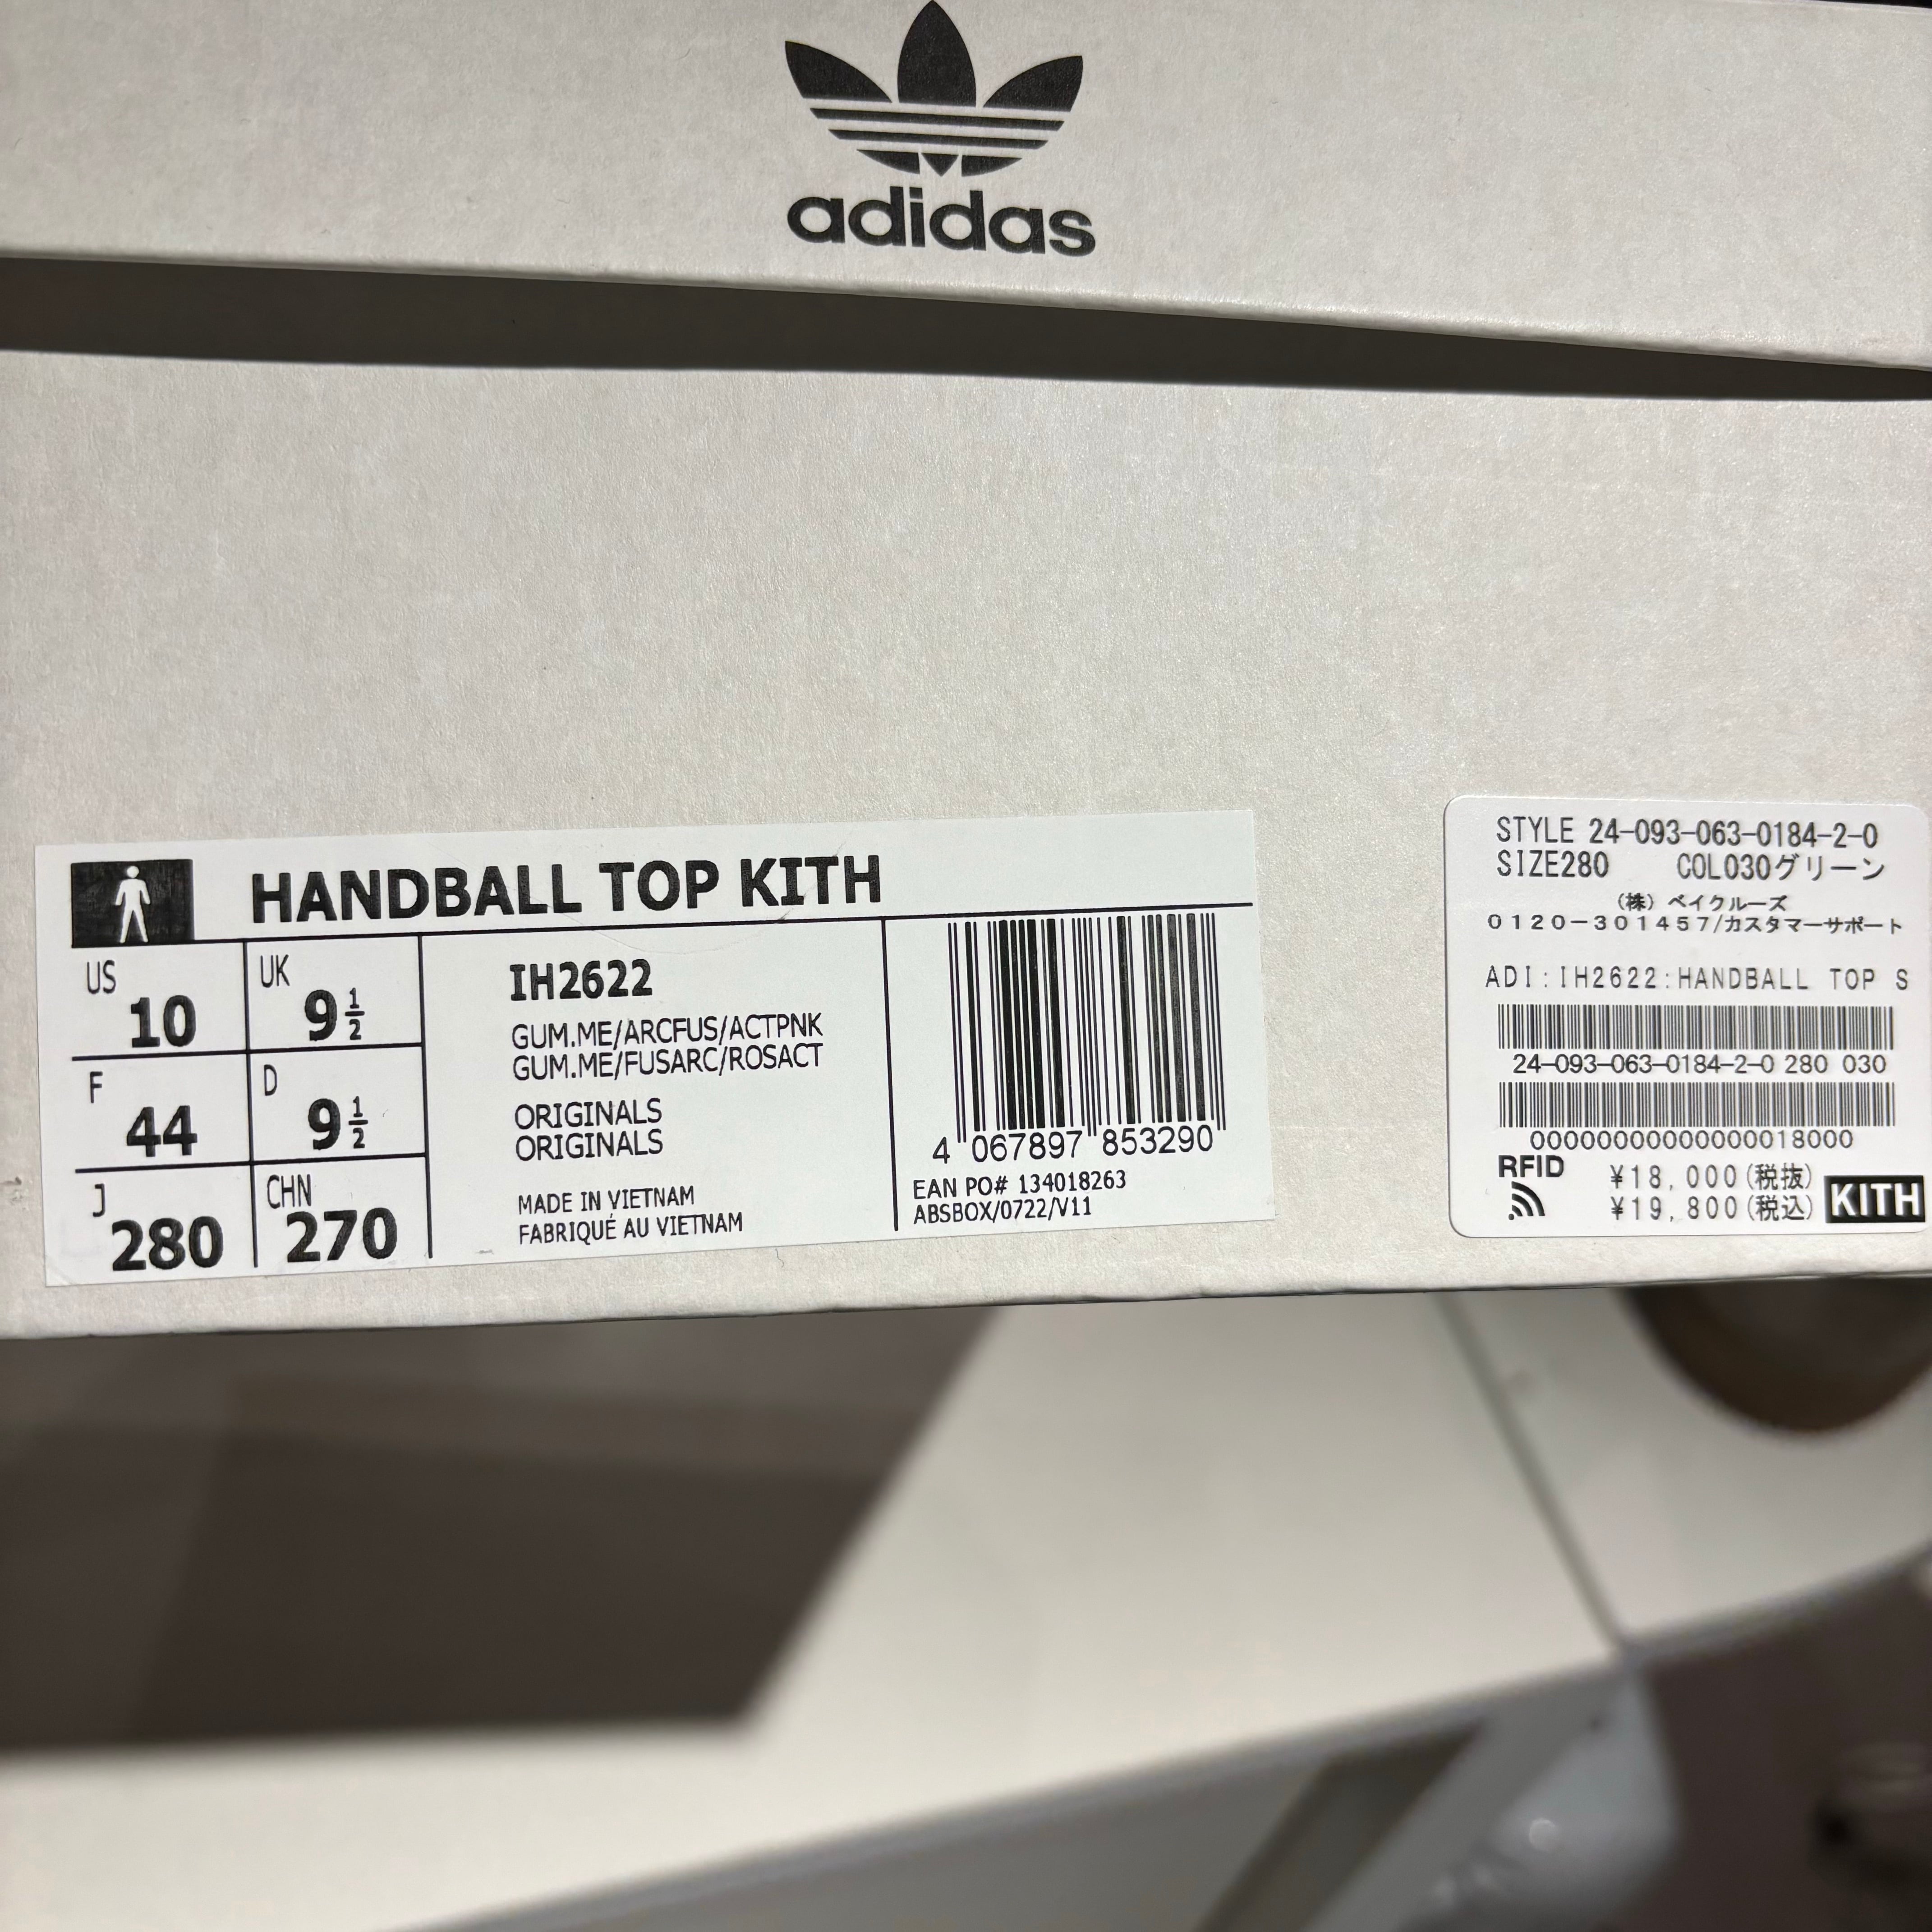 adidas
HANDBALL TOP KITH
US 10
UK 9 1/2
F 44
D 9 1/2
J 280
CHN 270
IH2622
GUM.ME/ARCFUS/ACTPNK
GUM.ME/FUSARC/ROSACT
ORIGINALS
ORIGINALS
MADE IN VIETNAM
FABRIQUÉ AU VIETNAM
4 067897 853290
EAN PO# 134018263
ABSBOX/0722/V11
STYLE 24-093-063-0184-2-0
SIZE280 COL030グリーン
(株) ベイクルーズ
0120-301457/カスタマーサポート
ADI:IH2622:HANDBALL TOP S
24-093-063-0184-2-0 280 030
00000000000000018000
RFID
¥18,000(税抜)
¥19,800(税込)
KITH